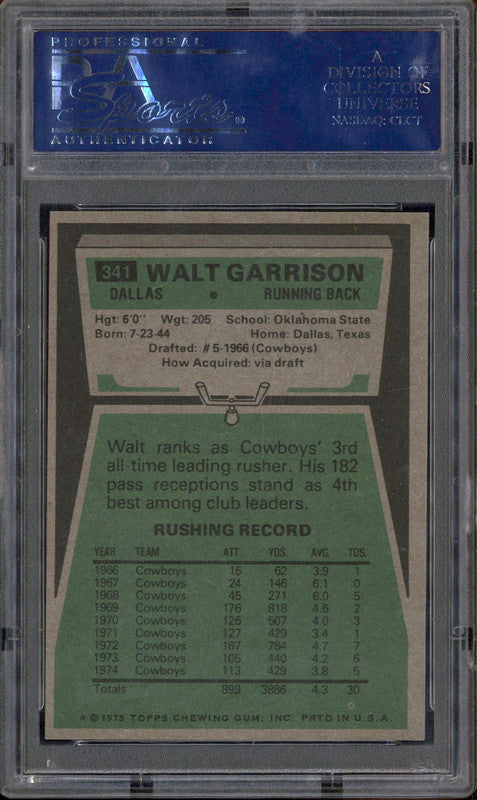 PROFESSIONAL
PSA
Sports®
AUTHENTICATOR
A
DIVISION OF
COLLECTORS
UNIVERSE
NASDAQ: CLCT
341 WALT GARRISON
DALLAS • RUNNING BACK
Hgt: 6'0" Wgt: 205 School: Oklahoma State
Born: 7-23-44 Home: Dallas, Texas
Drafted: #5-1966 (Cowboys)
How Acquired: via draft
Walt ranks as Cowboys' 3rd
all-time leading rusher. His 182
pass receptions stand as 4th
best among club leaders.
RUSHING RECORD
YEAR TEAM ATT. YDS. AVG. TDS.
1966 Cowboys 16 62 3.9 1
1967 Cowboys 24 146 6.1 0
1968 Cowboys 45 271 6.0 5
1969 Cowboys 176 818 4.6 2
1970 Cowboys 126 507 4.0 3
1971 Cowboys 127 429 3.4 1
1972 Cowboys 167 784 4.7 7
1973 Cowboys 105 440 4.2 6
1974 Cowboys 113 429 3.8 5
Totals 899 3886 4.3 30
* © 1975 TOPPS CHEWING GUM, INC. PRTD IN U.S.A.